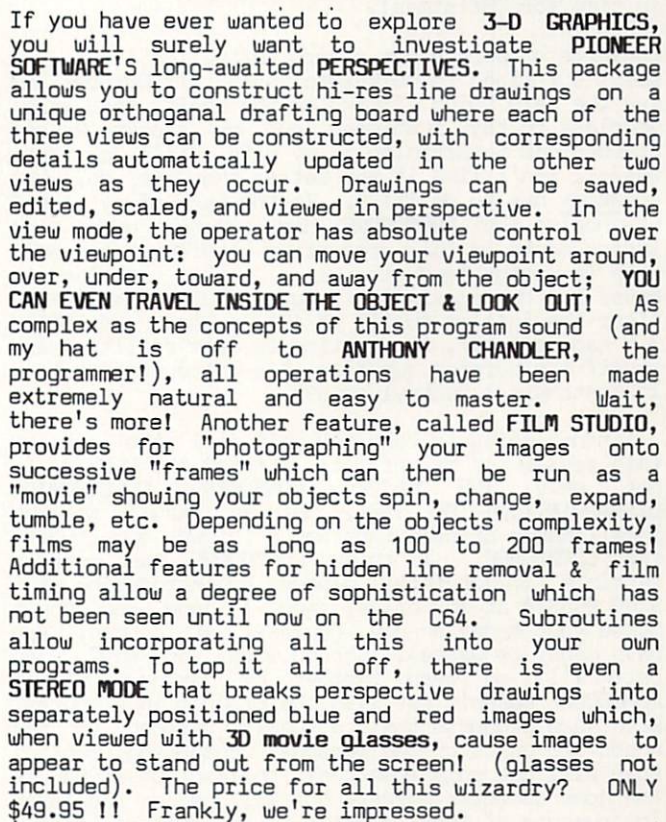 If you have ever wanted to explore 3-D GRAPHICS,
you will surely want to investigate PIONEER
SOFTWARE'S long-awaited PERSPECTIVES. This package
allows you to construct hi-res line drawings on a
unique orthoganal drafting board where each of the
three views can be constructed, with corresponding
details automatically updated in the other two
views as they occur. Drawings can be saved,
edited, scaled, and viewed in perspective. In the
view mode, the operator has absolute control over
the viewpoint: you can move your viewpoint around,
over, under, toward, and away from the object; YOU
CAN EVEN TRAVEL INSIDE THE OBJECT & LOOK OUT! As
complex as the concepts of this program sound (and
my hat is off to ANTHONY CHANDLER, the
programmer!), all operations have been made
extremely natural and easy to master. Wait,
there's more! Another feature, called FILM STUDIO,
provides for "photographing" your images onto
successive "frames" which can then be run as a
"movie" showing your objects spin, change, expand,
tumble, etc. Depending on the objects' complexity,
films may be as long as 100 to 200 frames!
Additional features for hidden line removal & film
timing allow a degree of sophistication which has
not been seen until now on the C64. Subroutines
allow incorporating all this into your own
programs. To top it all off, there is even a
STEREO MODE that breaks perspective drawings into
separately positioned blue and red images which,
when viewed with 3D movie glasses, cause images to
appear to stand out from the screen! (glasses not
included). The price for all this wizardry? ONLY
$49.95 !! Frankly, we're impressed.